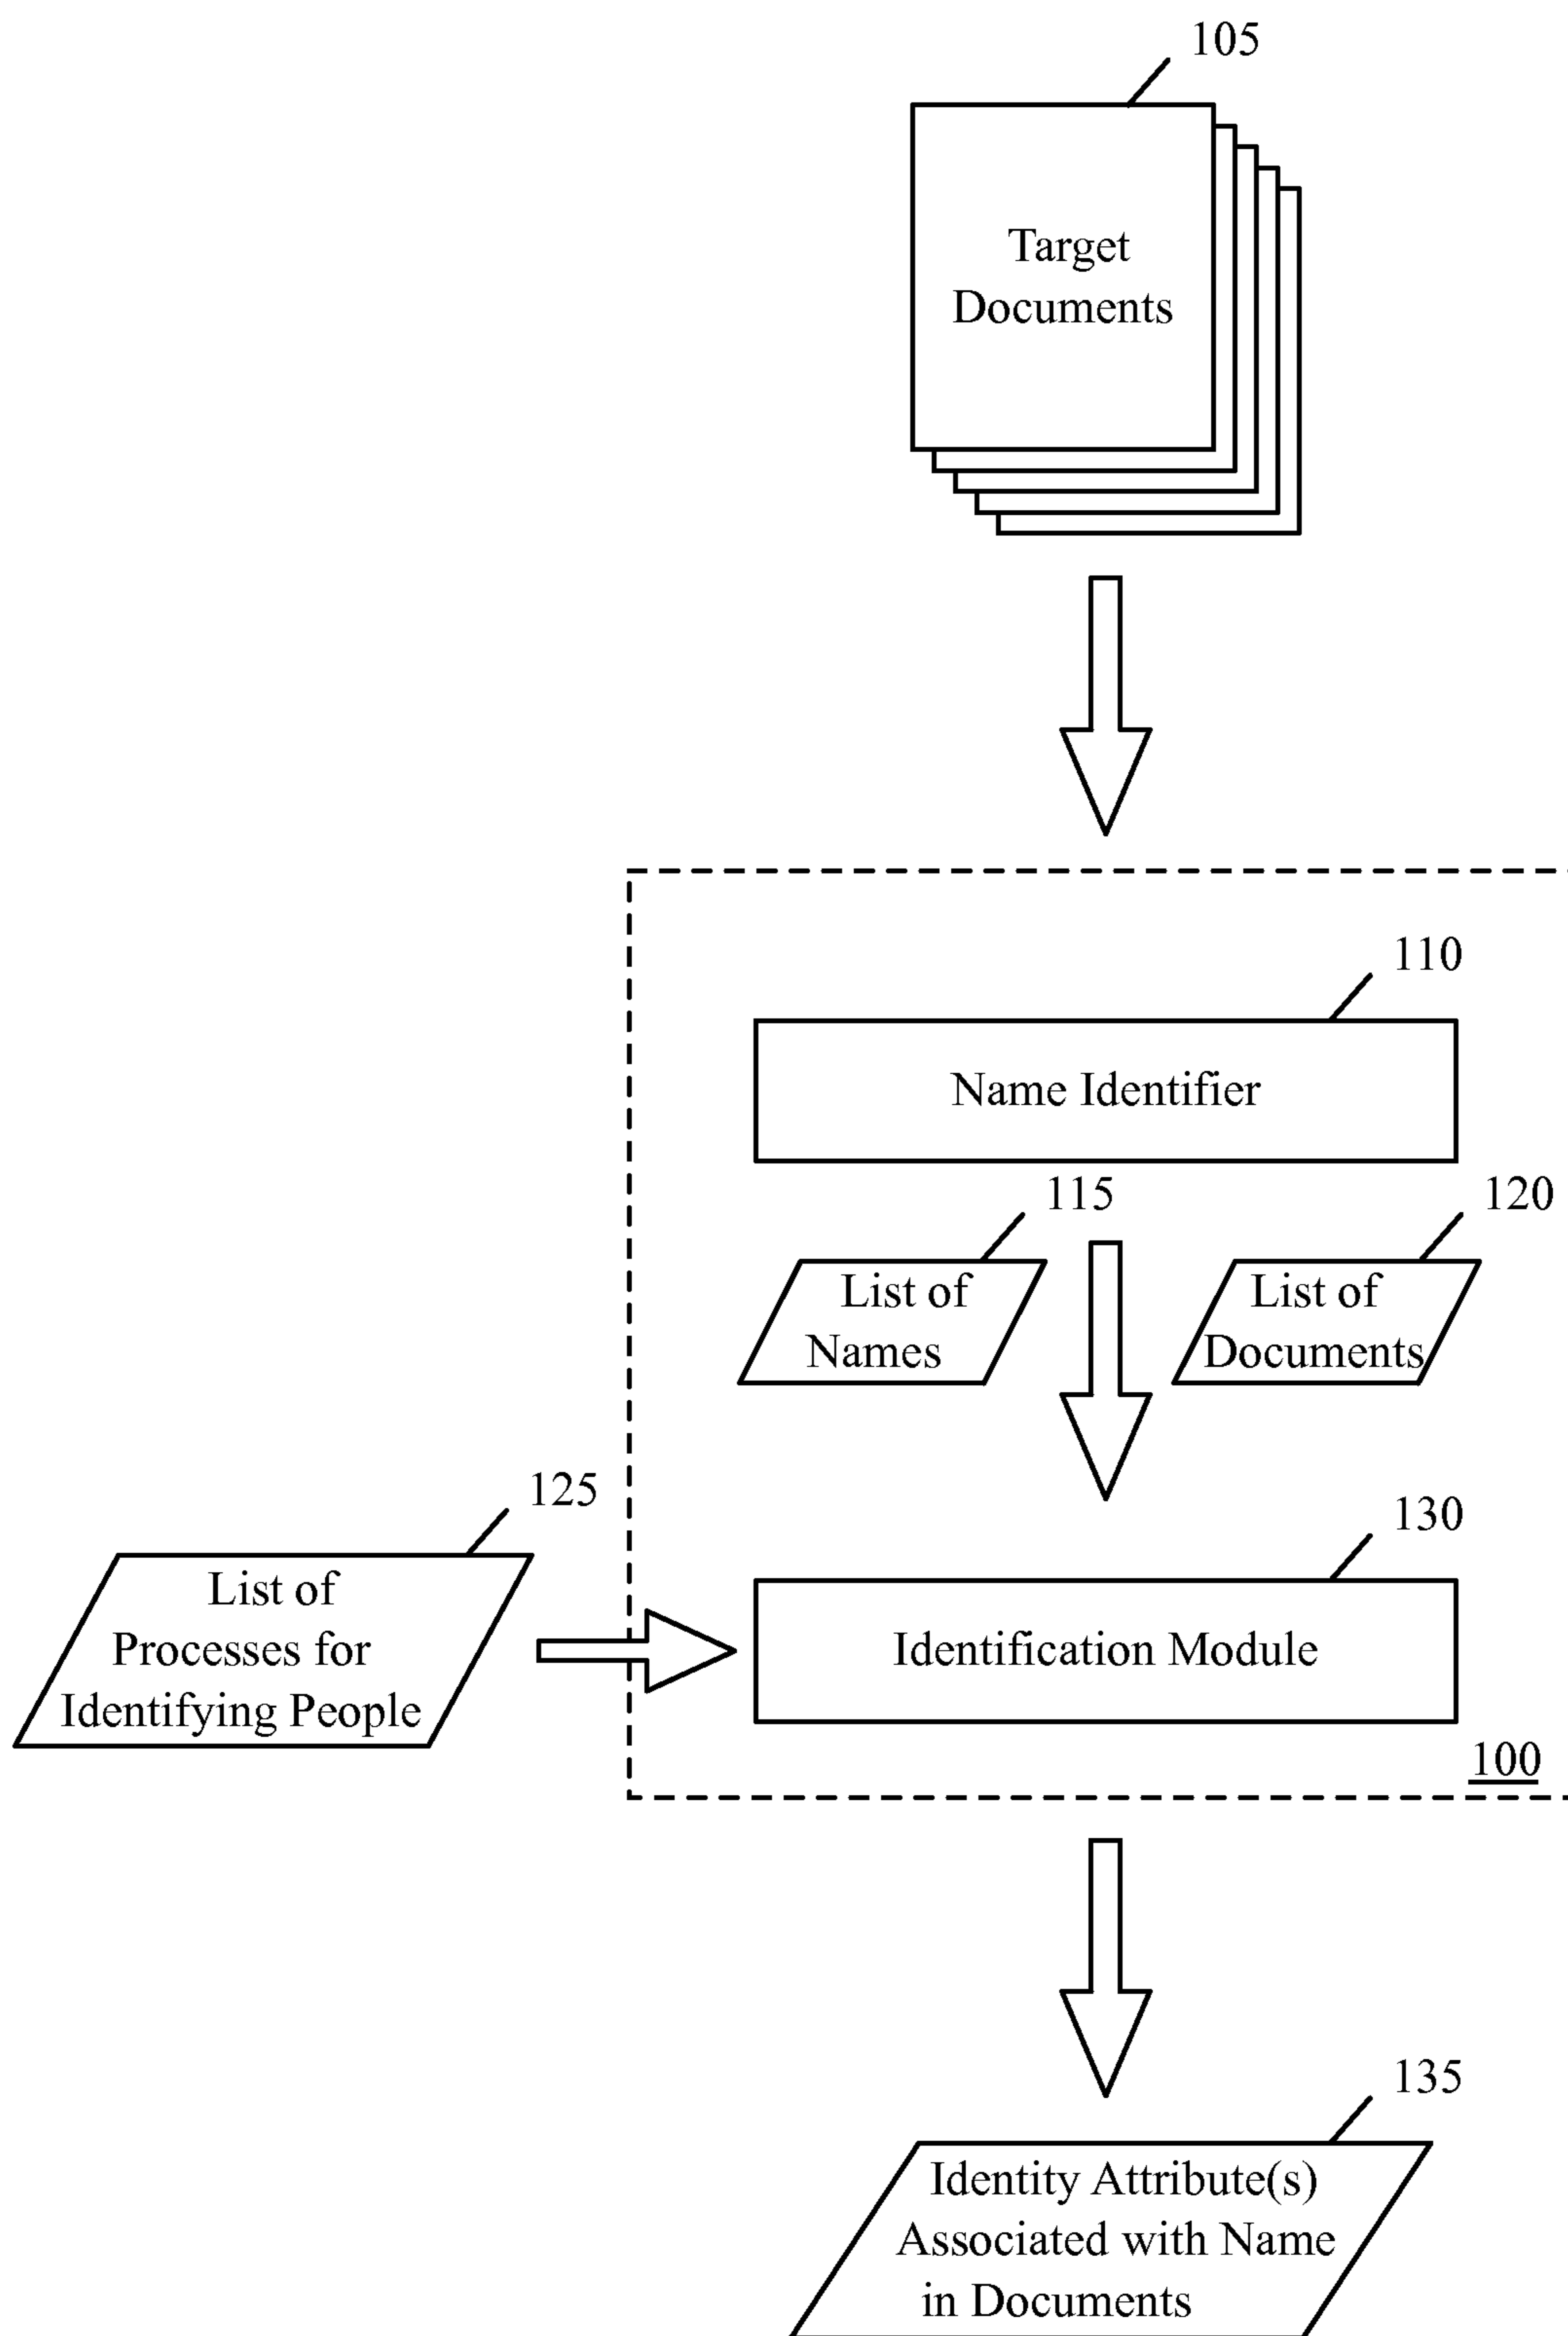 105
Target
Documents
110
Name Identifier
115
120
List of
Names
List of
Documents
125
List of
Processes for
Identifying People
130
Identification Module
100
135
Identity Attribute(s)
Associated with Name
in Documents